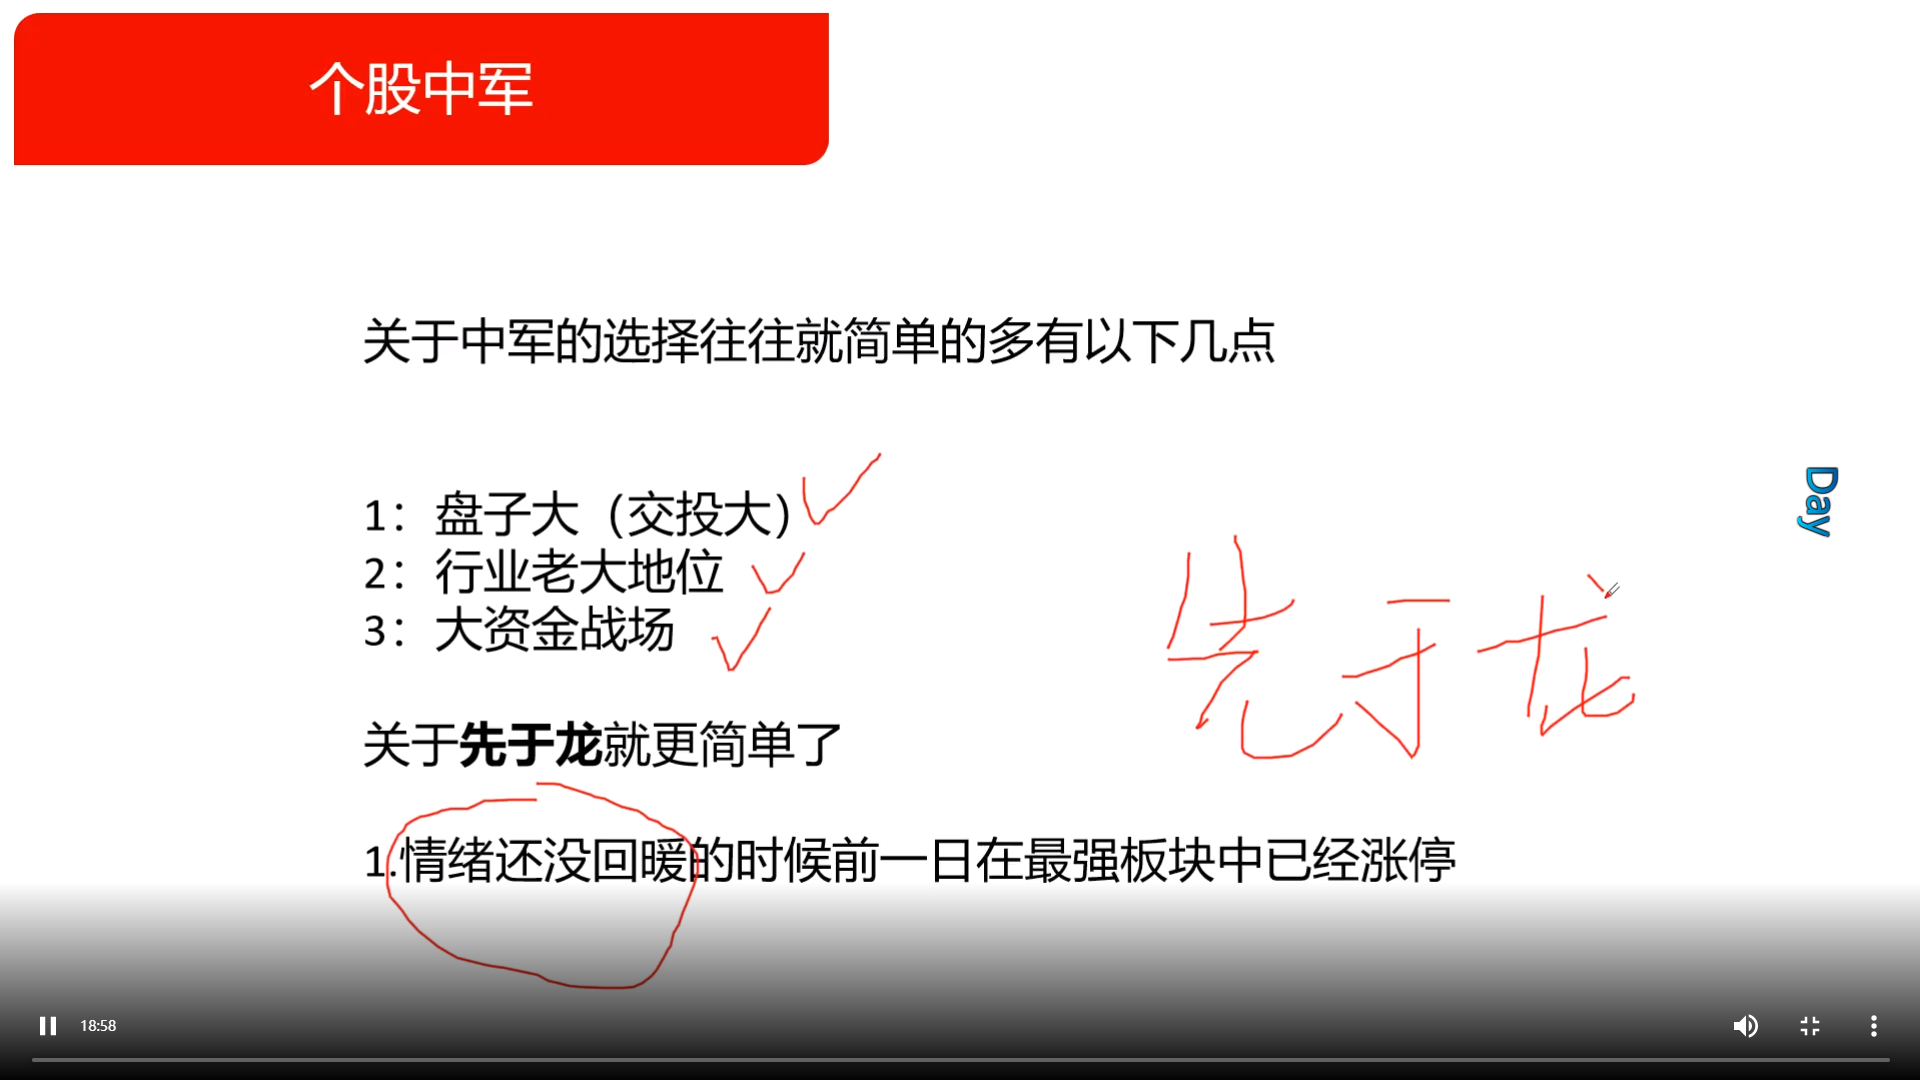 个股中军
关于中军的选择往往就简单的多有以下几点
1：盘子大（交投大）
2：行业老大地位
3：大资金战场
先于龙
Day
关于先于龙就更简单了
1.情绪还没回暖的时候前一日在最强板块中已经涨停
18:58